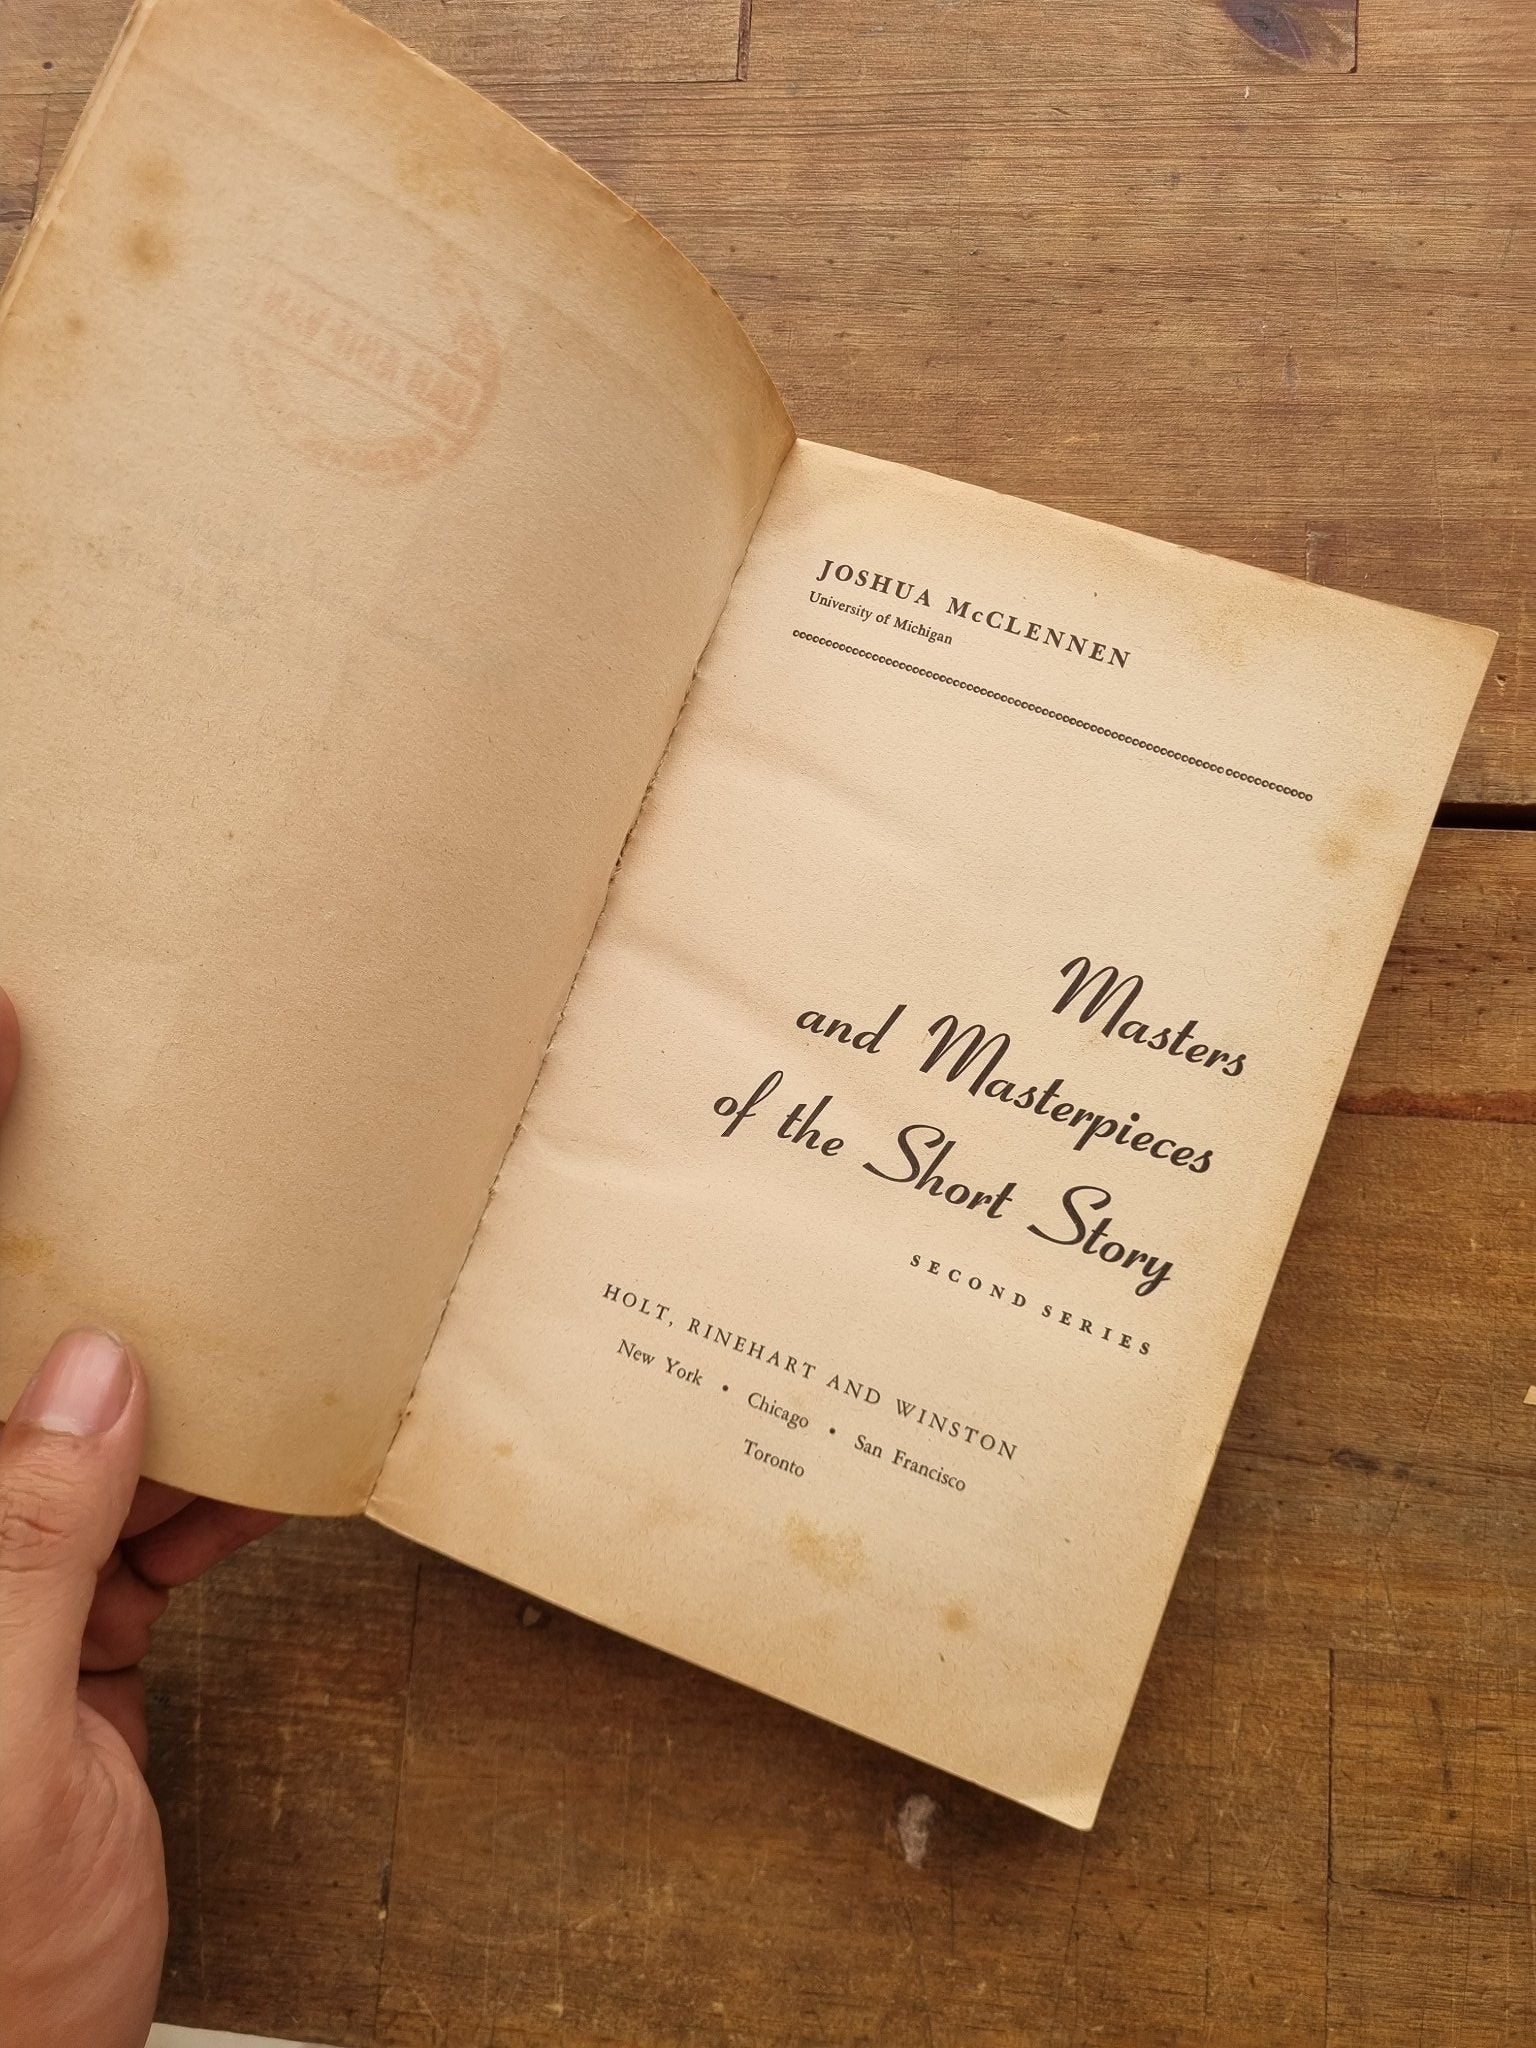 JOSHUA McCLENNEN
University of Michigan
Masters
and Masterpieces
of the Short Story
SECOND SERIES
HOLT, RINEHART AND WINSTON
New York • Chicago • San Francisco
Toronto